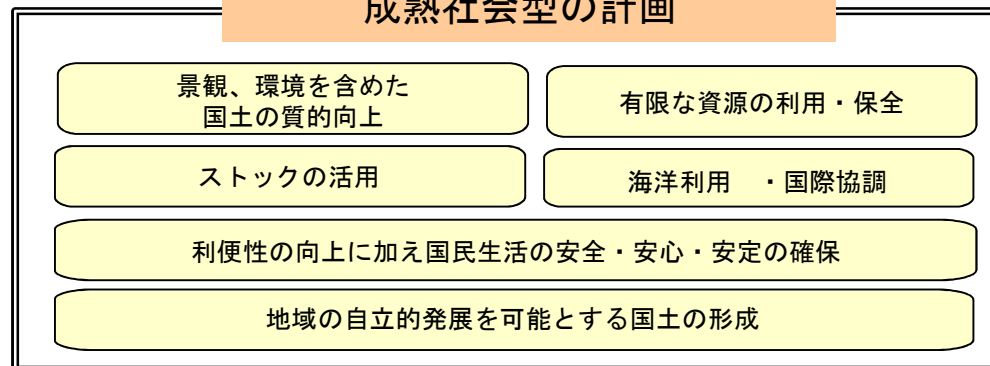 成熟社会型の計画
景観、環境を含めた
国土の質的向上
有限な資源の利用・保全
ストックの活用
海洋利用　・国際協調
利便性の向上に加え国民生活の安全・安心・安定の確保
地域の自立的発展を可能とする国土の形成